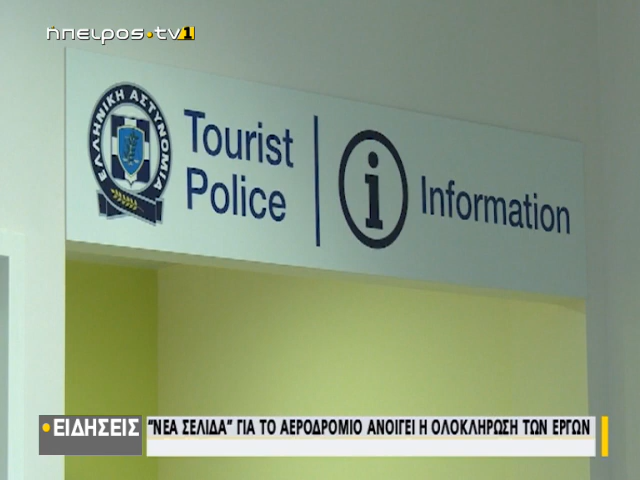 ηπειρος•tv1
ΕΛΛΗΝΙΚΗ ΑΣΤΥΝΟΜΙΑ
Tourist
Police
i
Information
•ΕΙΔΗΣΕΙΣ
"ΝΕΑ ΣΕΛΙΔΑ" ΓΙΑ ΤΟ ΑΕΡΟΔΡΟΜΙΟ ΑΝΟΙΓΕΙ Η ΟΛΟΚΛΗΡΩΣΗ ΤΩΝ ΕΡΓΩΝ